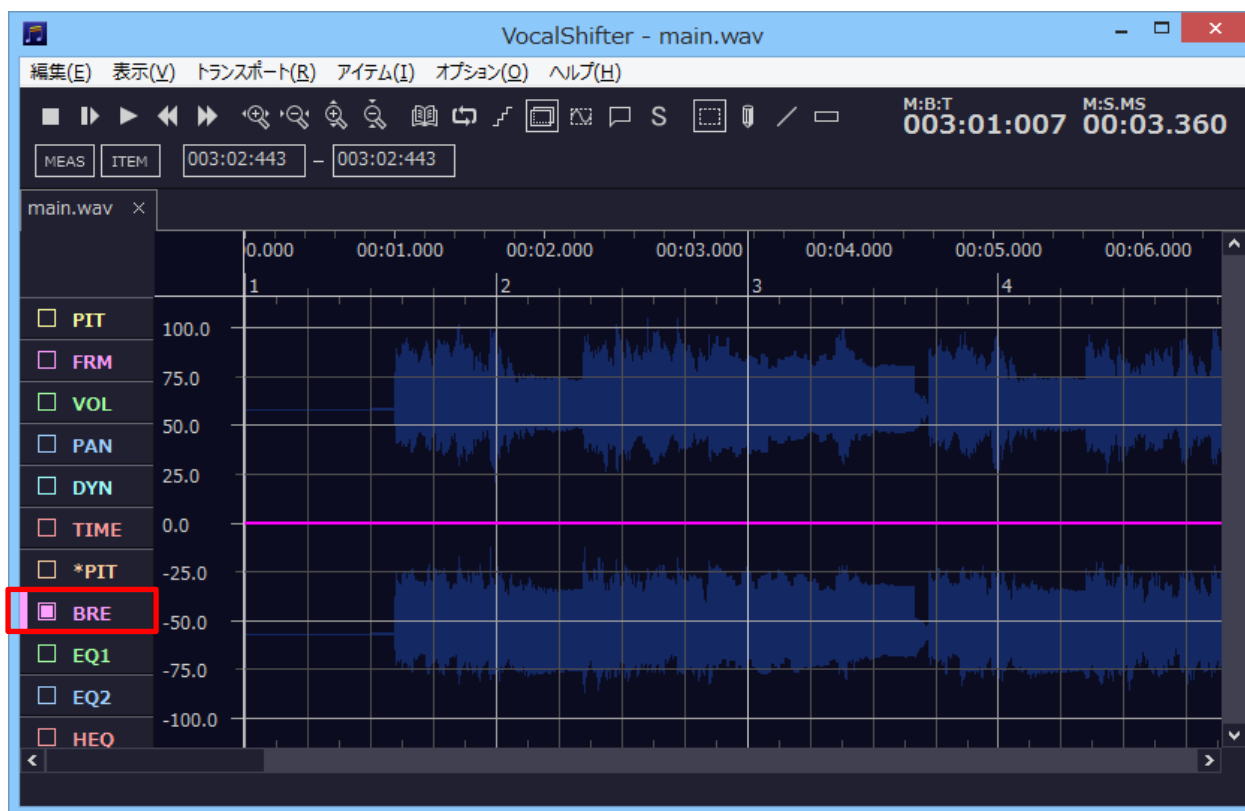 VocalShifter - main.wav
編集(E) 表示(V) トランスポート(R) アイテム(I) オプション(O) ヘルプ(H)
S
M:B:T M:S.MS
003:01:007 00:03.360
MEAS ITEM 003:02:443 – 003:02:443
main.wav
0.000 00:01.000 00:02.000 00:03.000 00:04.000 00:05.000 00:06.000
1 2 3 4
PIT
100.0
FRM
75.0
VOL
50.0
PAN
25.0
DYN
TIME 0.0
*PIT -25.0
BRE
-50.0
EQ1
-75.0
EQ2
-100.0
HEQ